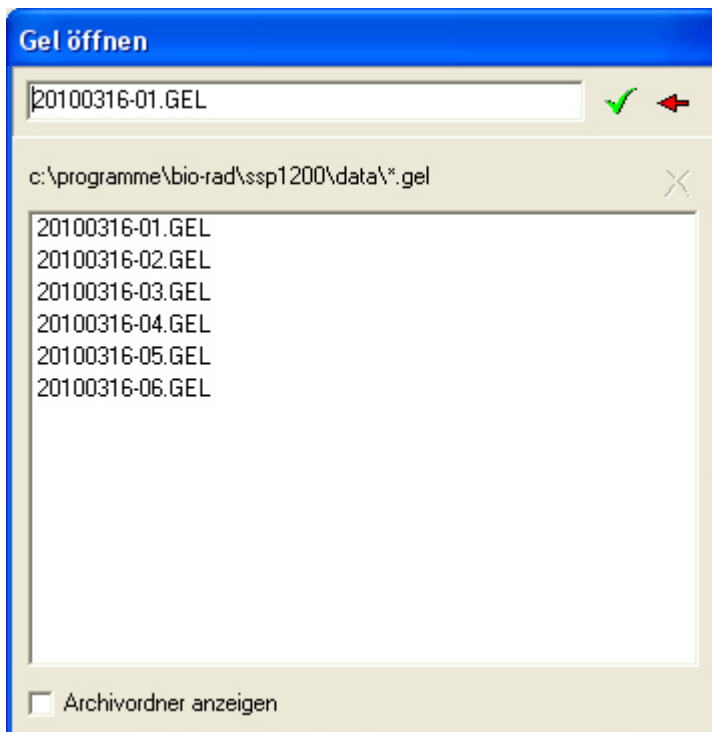 Gel öffnen
20100316-01.GEL
c:\programme\bio-rad\ssp1200\data\*.gel
20100316-01.GEL
20100316-02.GEL
20100316-03.GEL
20100316-04.GEL
20100316-05.GEL
20100316-06.GEL
Archivordner anzeigen